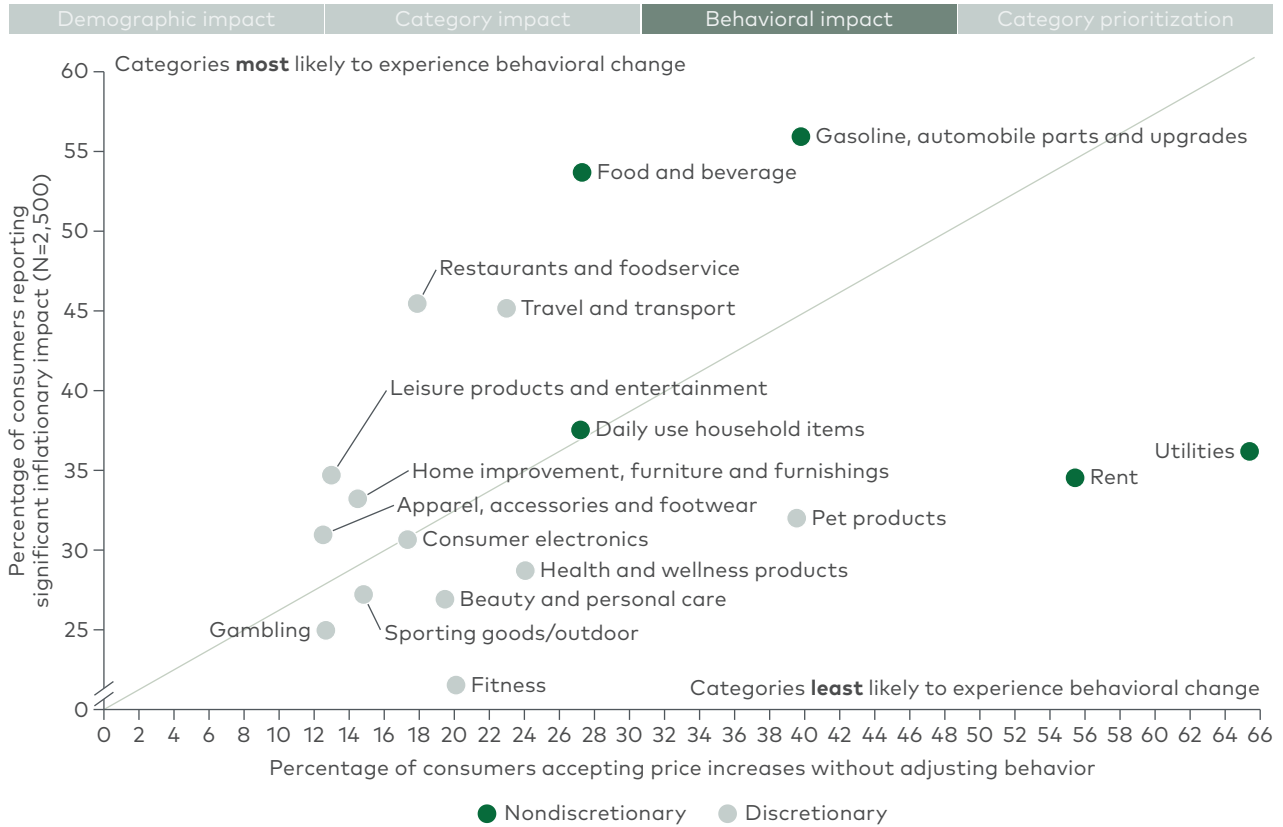 Demographic impact
Category impact
Behavioral impact
Category prioritization
Categories most likely to experience behavioral change
Percentage of consumers reporting
significant inflationary impact (N=2,500)
60
55
50
45
40
35
30
25
0
Gasoline, automobile parts and upgrades
Food and beverage
Restaurants and foodservice
Travel and transport
Leisure products and entertainment
Daily use household items
Utilities
Home improvement, furniture and furnishings
Rent
Apparel, accessories and footwear
Pet products
Consumer electronics
Health and wellness products
Beauty and personal care
Gambling
Sporting goods/outdoor
Fitness
Categories least likely to experience behavioral change
0 2 4 6 8 10 12 14 16 18 20 22 24 26 28 30 32 34 36 38 40 42 44 46 48 50 52 54 56 58 60 62 64 66
Percentage of consumers accepting price increases without adjusting behavior
Nondiscretionary
Discretionary